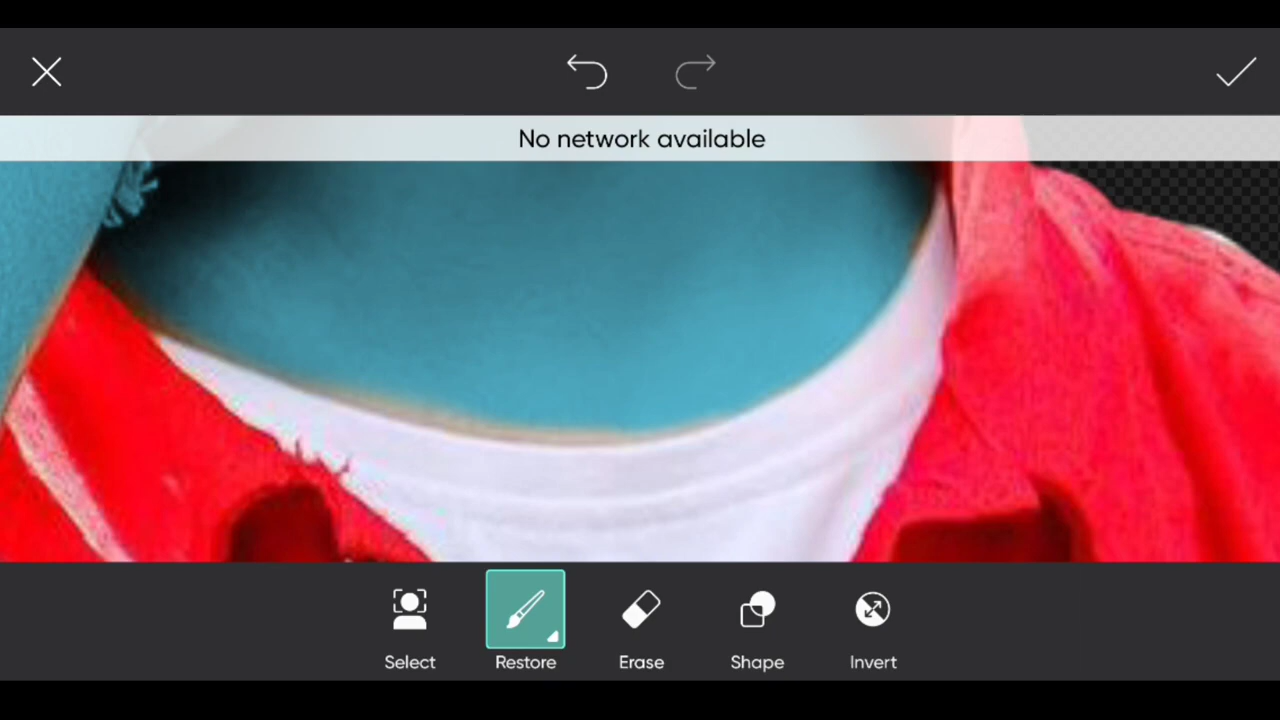 No network available
Select
Restore
Erase
Shape
Invert